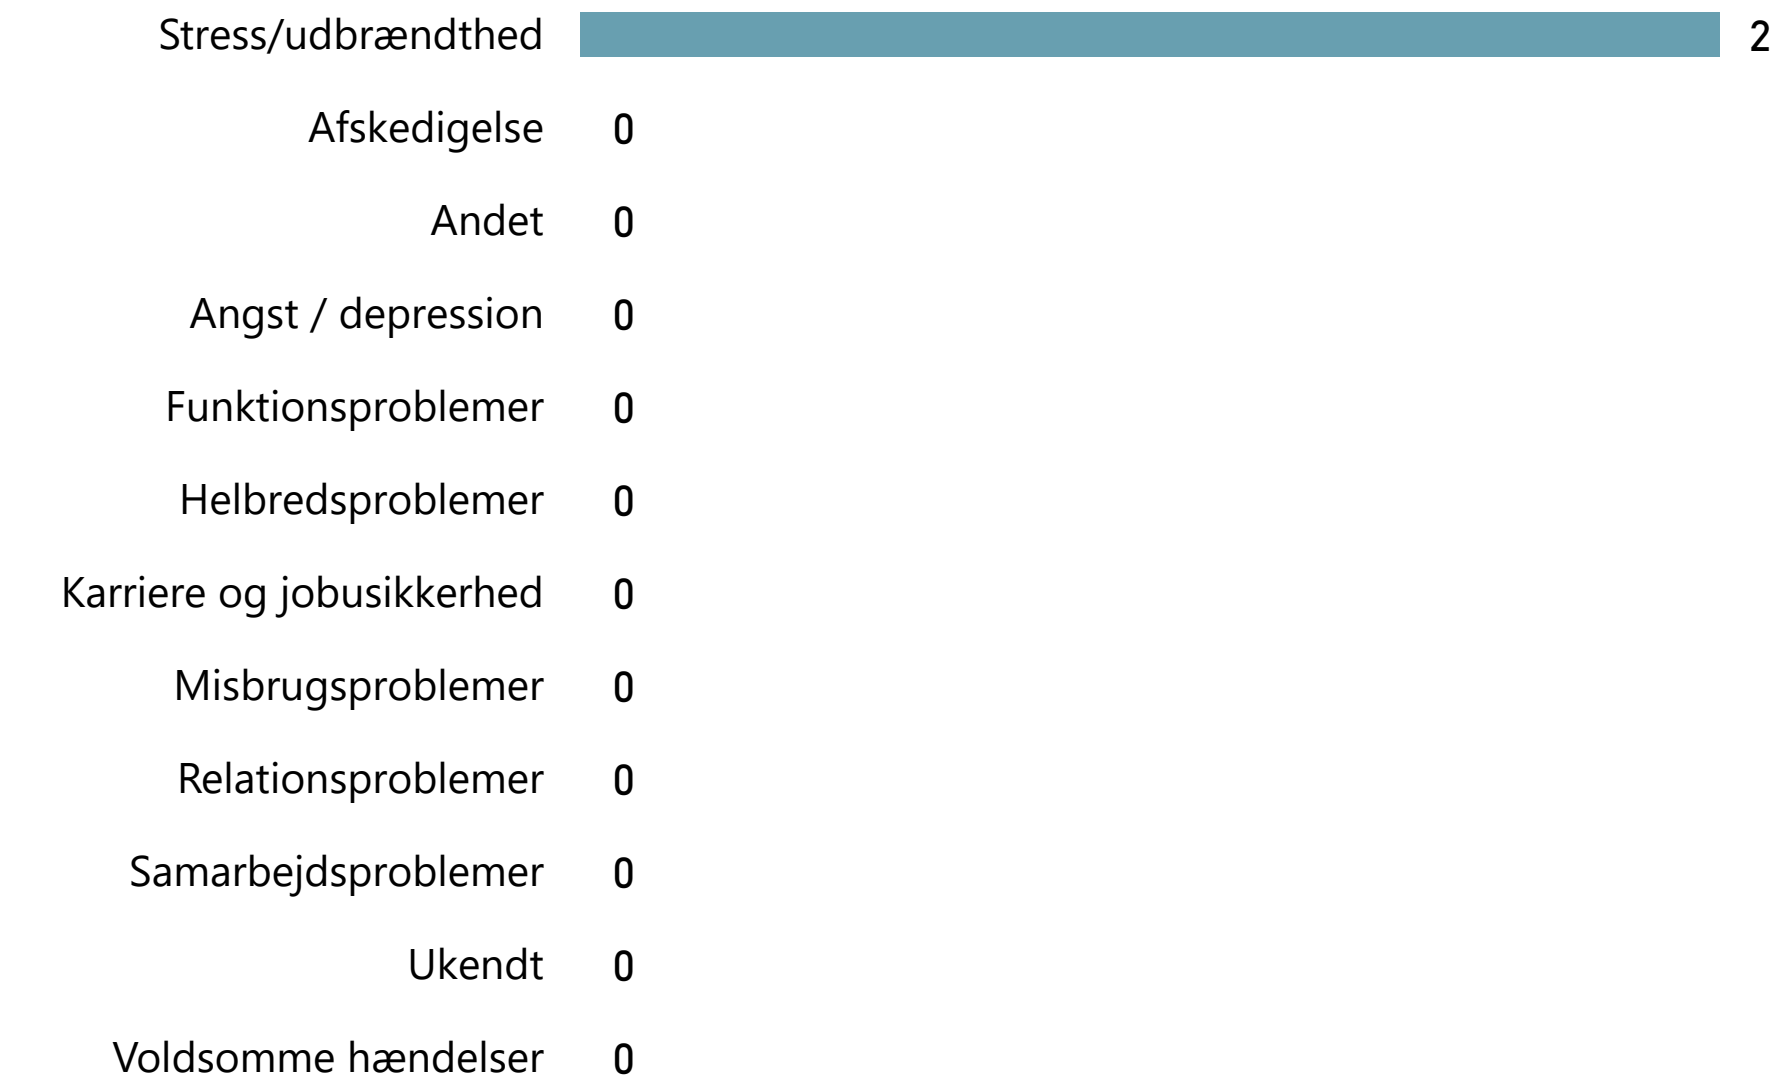 Stress/udbrændthed 2
Afskedigelse 0
Andet 0
Angst / depression 0
Funktionsproblemer 0
Helbredsproblemer 0
Karriere og jobusikkerhed 0
Misbrugsproblemer 0
Relationsproblemer 0
Samarbejdsproblemer 0
Ukendt 0
Voldsomme hændelser 0